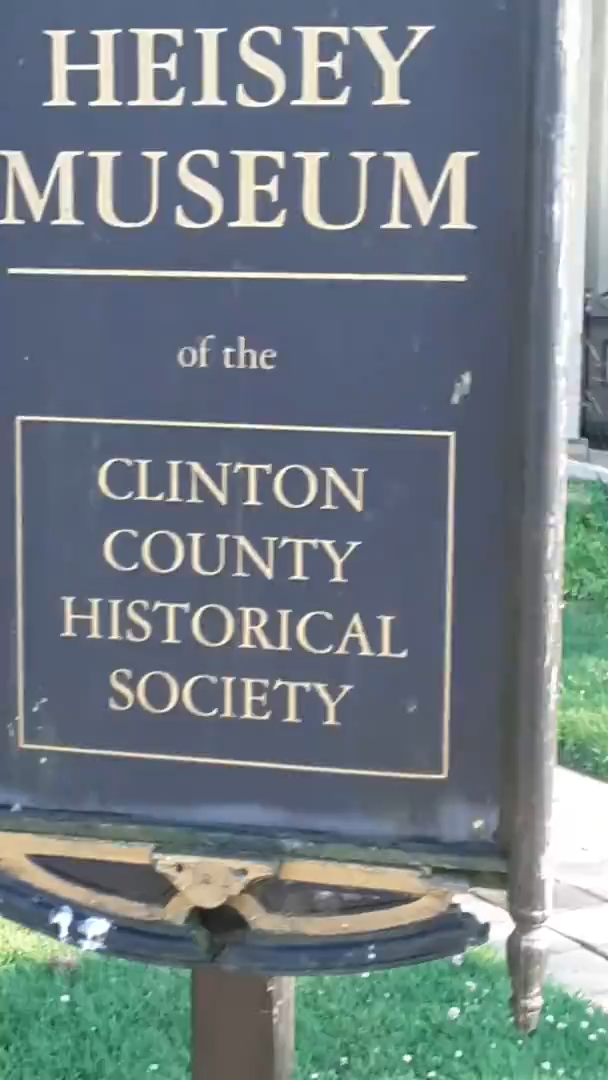 HEISEY
MUSEUM
of the
CLINTON
COUNTY
HISTORICAL
SOCIETY